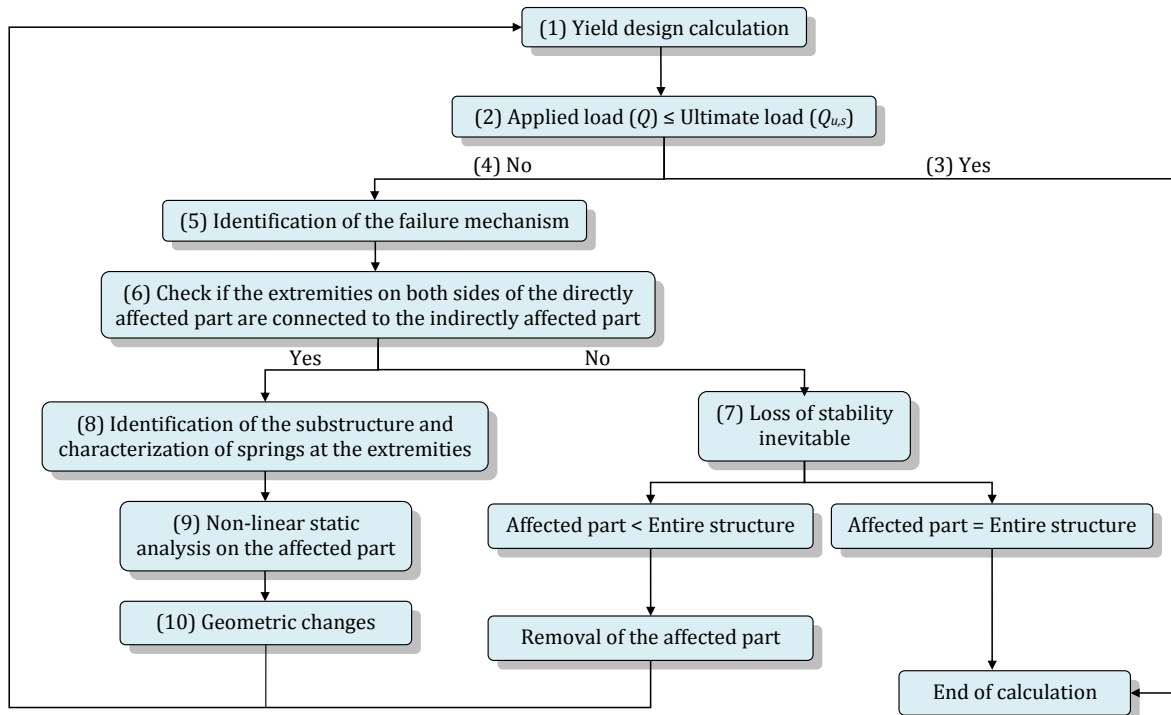 (1) Yield design calculation
(2) Applied load (Q) ≤ Ultimate load (Qu,s)
(4) No
(3) Yes
(5) Identification of the failure mechanism
(6) Check if the extremities on both sides of the directly
affected part are connected to the indirectly affected part
Yes
No
(8) Identification of the substructure and
characterization of springs at the extremities
(7) Loss of stability
inevitable
(9) Non-linear static
analysis on the affected part
Affected part < Entire structure
Affected part = Entire structure
(10) Geometric changes
Removal of the affected part
End of calculation